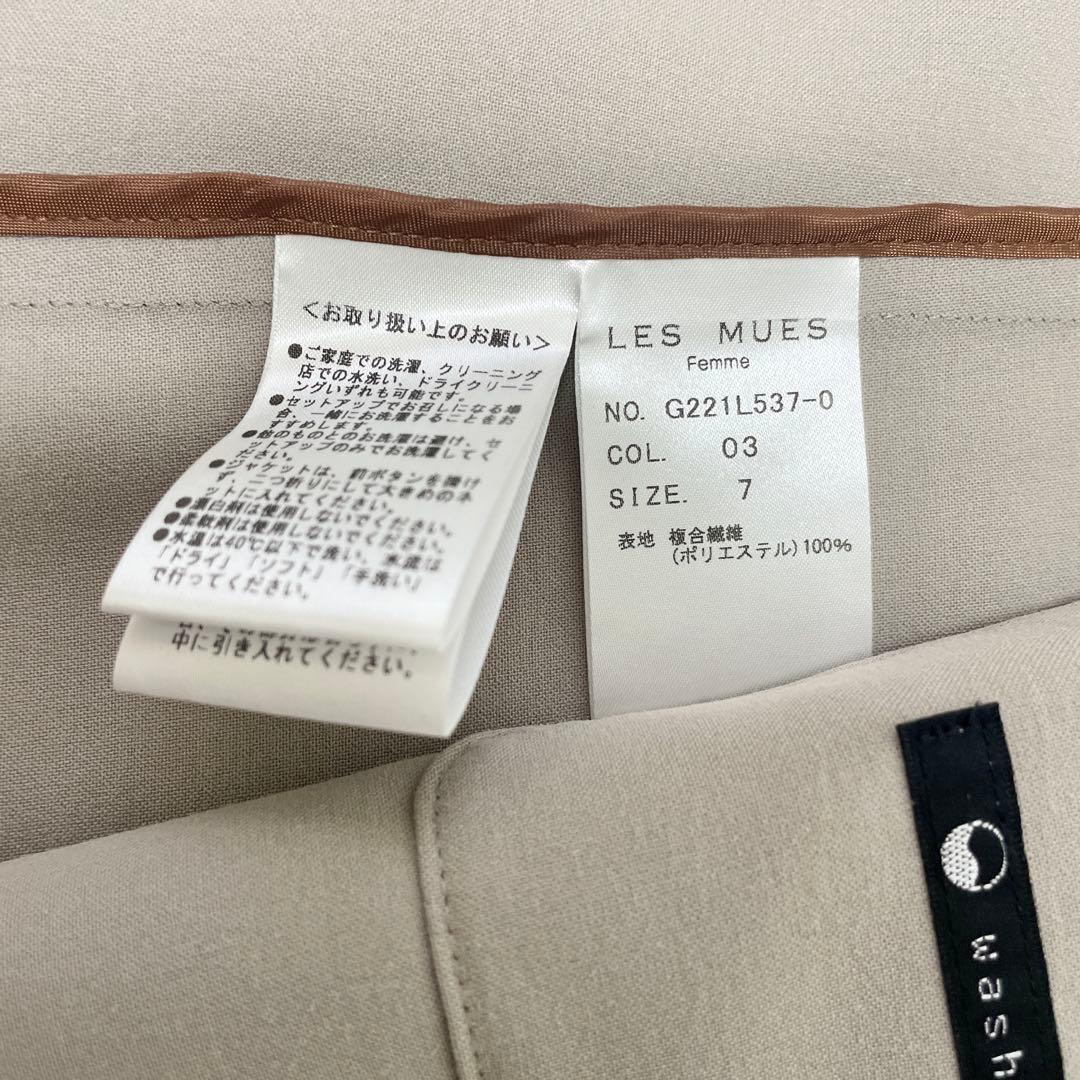 <お取り扱い上のお願い>
●ご家庭での洗濯、クリーニング
店での水洗い、ドライクリーニ
ングいずれも可能です。
●セットアップでお召しになる場
合、一緒にお洗濯することをお
すすめします。
●他のものとのお洗濯は避け、セ
ットアップのみでお洗濯してく
ださい。
●ジャケットは、前ボタンを掛け
ず、二つ折りにして大きめのネ
ットに入れてください。
●漂白剤は使用しないでください。
●柔軟剤は使用しないでください。
●水温は40℃以下で洗い、水流は
「ドライ」「ソフト」「手洗い」
で行ってください。
中に引き入れてください。
LES MUES
Femme
NO. G221L537-0
COL. 03
SIZE. 7
表地 複合繊維
(ポリエステル)100%
wash